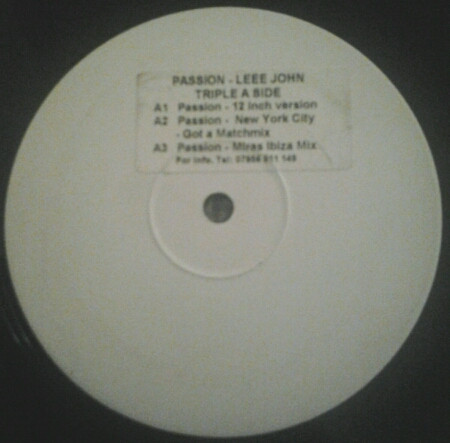 PASSION - LEEE JOHN
TRIPLE A SIDE
A1 Passion - 12 inch version
A2 Passion - New York City
- Got a Matchmix
A3 Passion - Miras Ibiza Mix
For Info. Tel: 07956 811 149